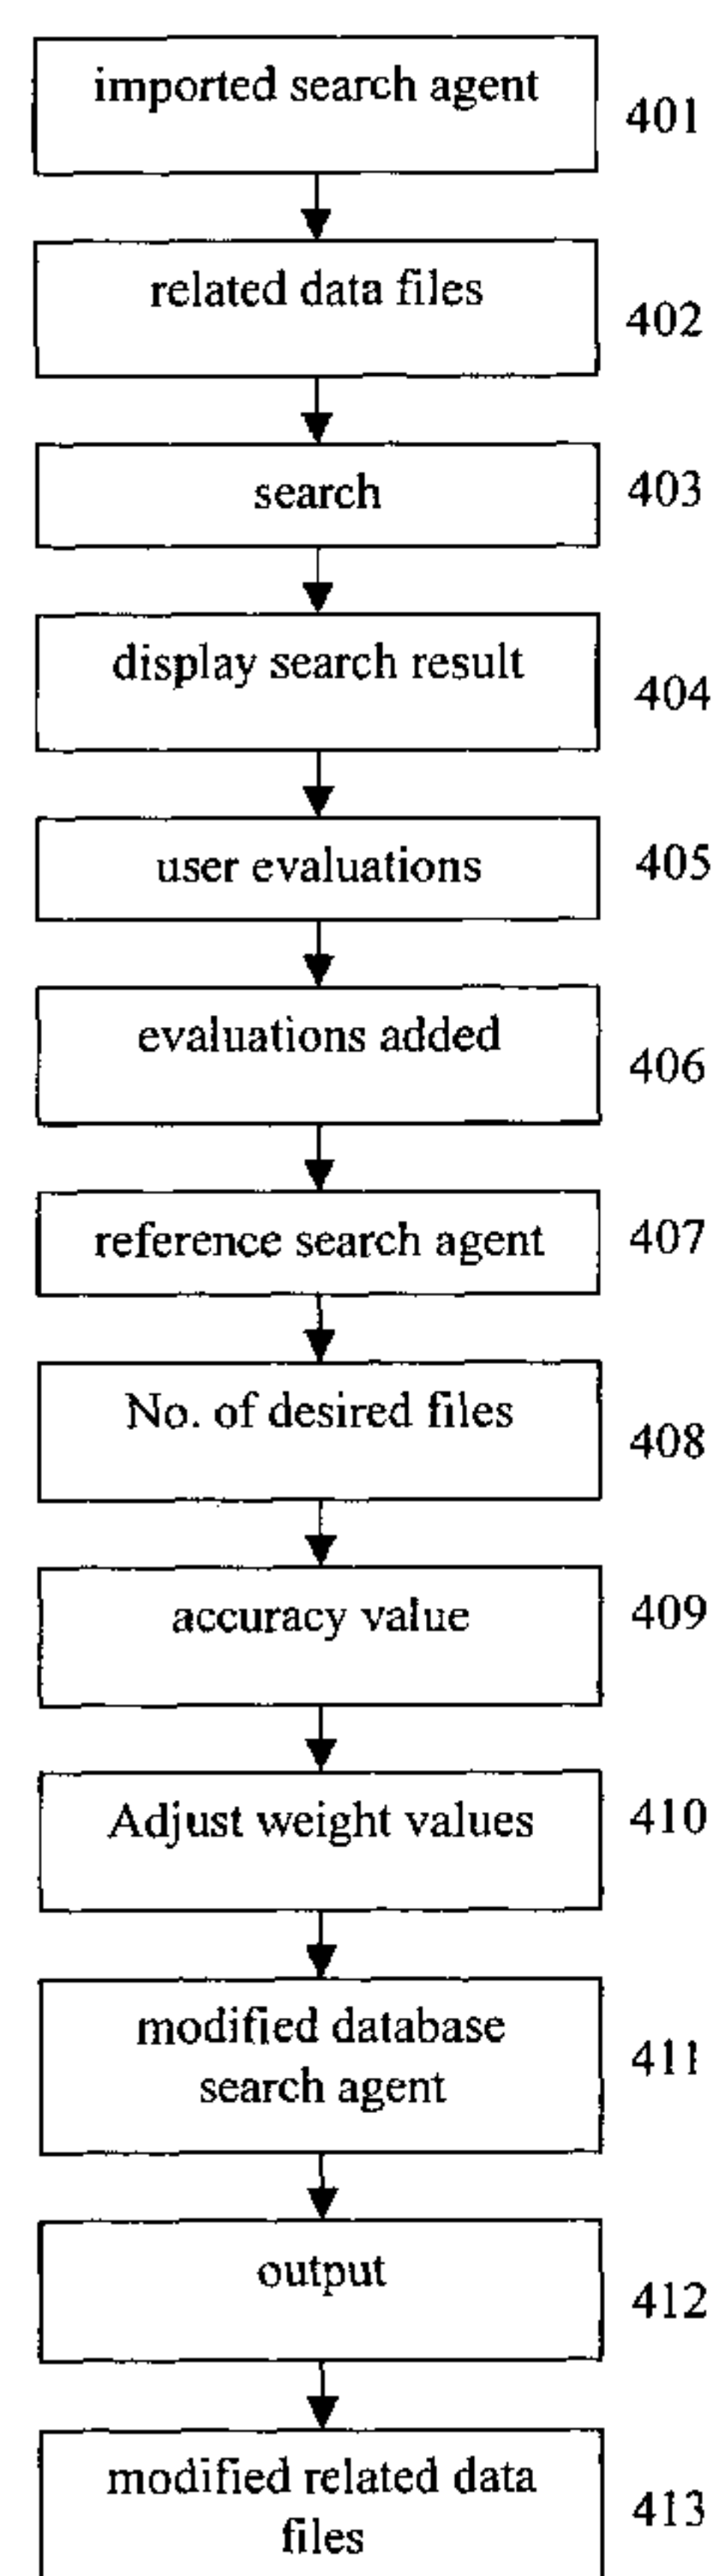 imported search agent
401
related data files
402
search
403
display search result
404
user evaluations
405
evaluations added
406
reference search agent
407
No. of desired files
408
accuracy value
409
Adjust weight values
410
modified database
search agent
411
output
412
modified related data
files
413